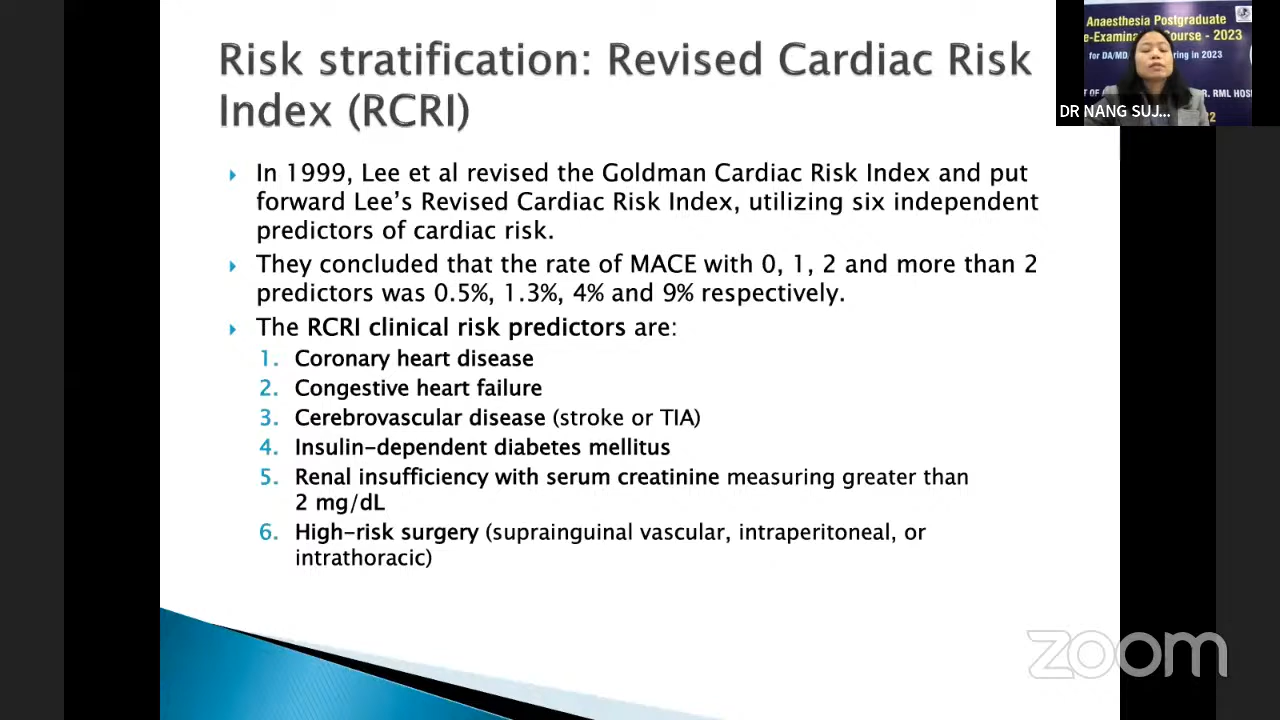 Risk stratification: Revised Cardiac Risk
Index (RCRI)
In 1999, Lee et al revised the Goldman Cardiac Risk Index and put
forward Lee's Revised Cardiac Risk Index, utilizing six independent
predictors of cardiac risk.
They concluded that the rate of MACE with 0, 1, 2 and more than 2
predictors was 0.5%, 1.3%, 4% and 9% respectively.
The RCRI clinical risk predictors are:
1. Coronary heart disease
2. Congestive heart failure
3. Cerebrovascular disease (stroke or TIA)
4. Insulin-dependent diabetes mellitus
5. Renal insufficiency with serum creatinine measuring greater than
2 mg/dL
6. High-risk surgery (suprainguinal vascular, intraperitoneal, or
intrathoracic)
Anaesthesia Postgraduate
e-Examination Course - 2023
for DA/MD ring in 2023
RML HOS
DR NANG SUJ...
zoom